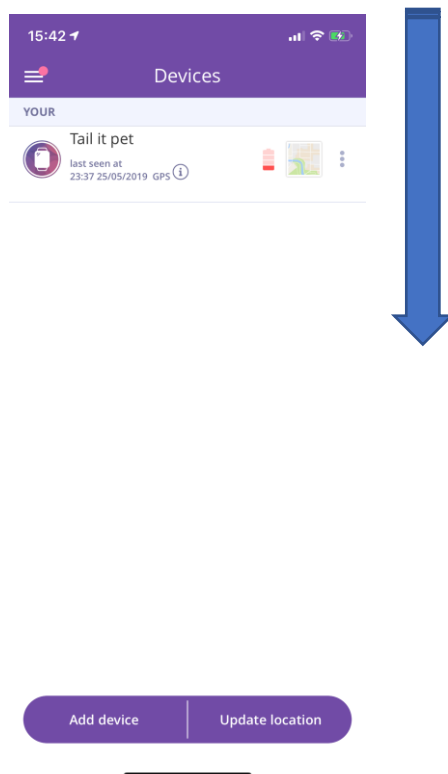 15:42
Devices
YOUR
Tail it pet
last seen at
23:37 25/05/2019 GPS i
Add device
Update location